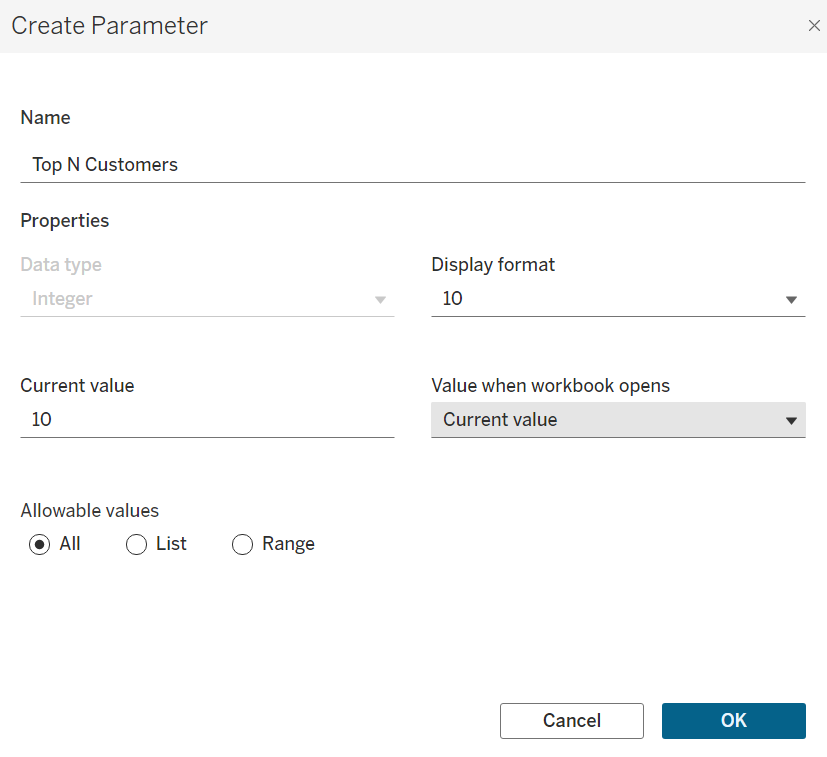 Create Parameter
Name
Top N Customers
Properties
Data type
Display format
Integer
10
Current value
Value when workbook opens
10
Current value
Allowable values
All
List
Range
Cancel
OK